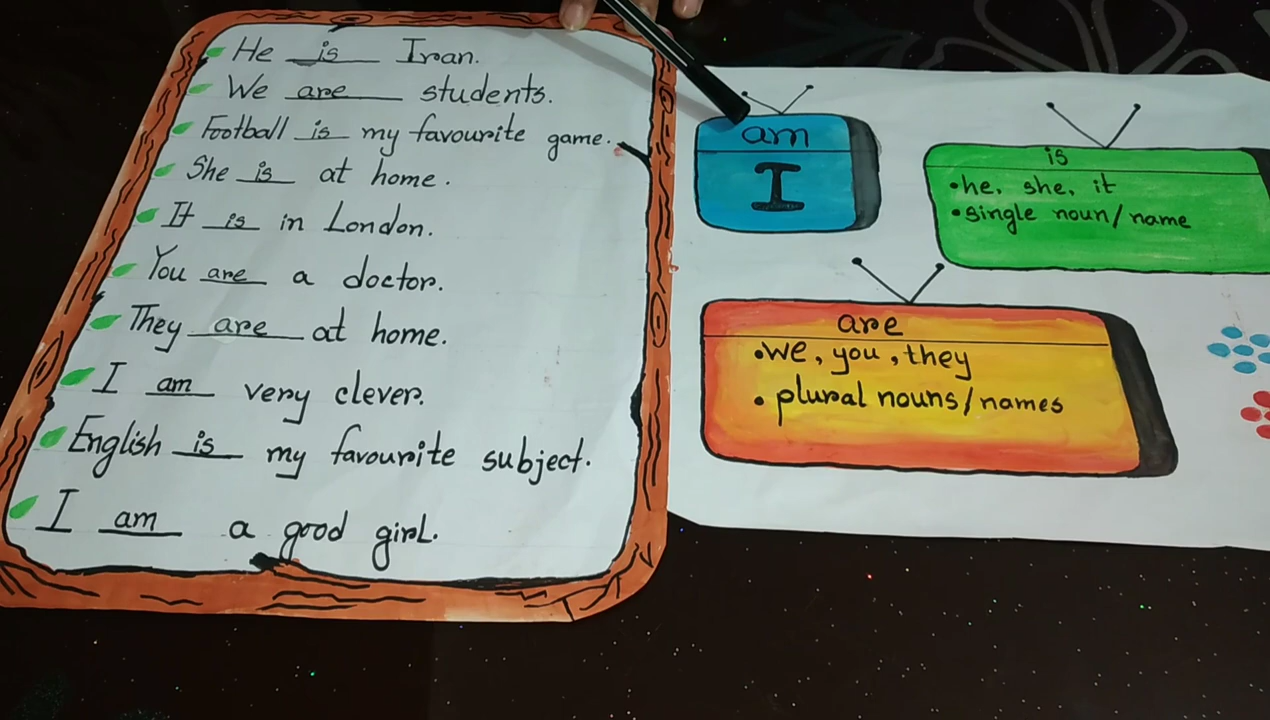 He is Iran.
We are students.
Football is my favourite game.
She is at home.
It is in London.
You are a doctor.
They are at home.
I am very clever.
English is my favourite subject.
I am a good girl.
am
I
is
•he, she, it
•single noun/name
are
•we, you, they
• plural nouns/names